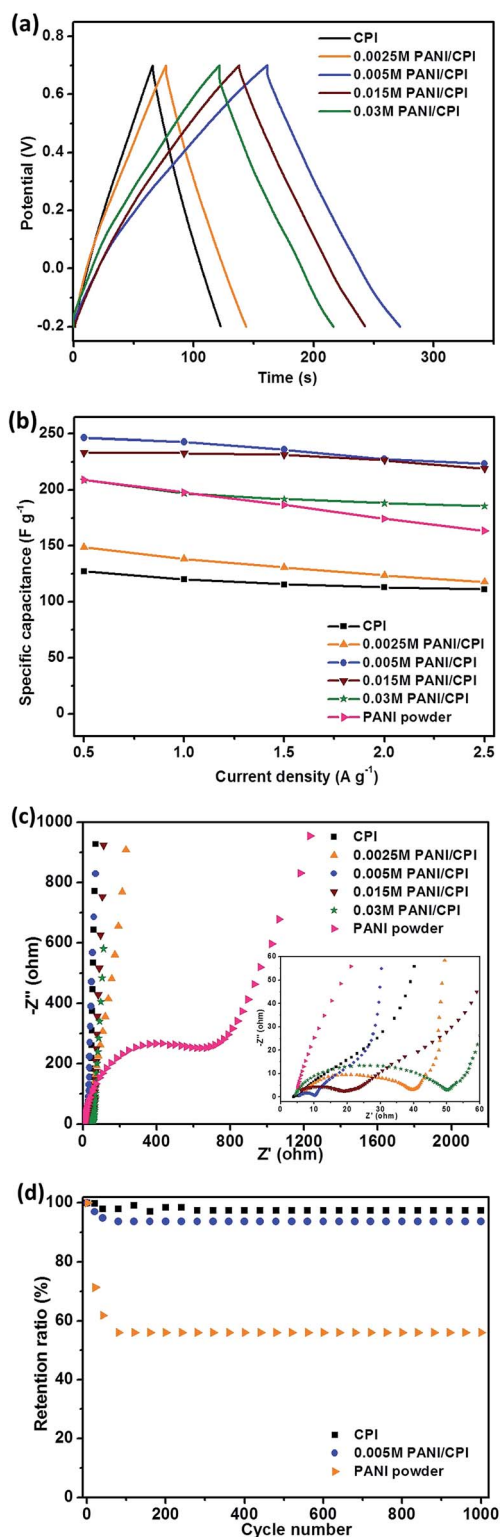 (a)
CPI
0.0025M PANI/CPI
0.005M PANI/CPI
0.015M PANI/CPI
0.03M PANI/CPI
Potential (V)
0.8
0.4
0.0
-0.2
0 100 200 300
Time (s)
(b)
Specific capacitance (F g⁻¹)
250
200
150
100
50
0
CPI
0.0025M PANI/CPI
0.005M PANI/CPI
0.015M PANI/CPI
0.03M PANI/CPI
PANI powder
0.5 1.0 1.5 2.0 2.5
Current density (A g⁻¹)
(c)
-Z'' (ohm)
1000
800
600
400
200
0
CPI
0.0025M PANI/CPI
0.005M PANI/CPI
0.015M PANI/CPI
0.03M PANI/CPI
PANI powder
-Z'' (ohm)
60
40
20
0
0 10 20 30 40 50 60
Z' (ohm)
0 400 800 1200 1600 2000
Z' (ohm)
(d)
Retention ratio (%)
100
80
60
40
20
0
CPI
0.005M PANI/CPI
PANI powder
0 200 400 600 800 1000
Cycle number